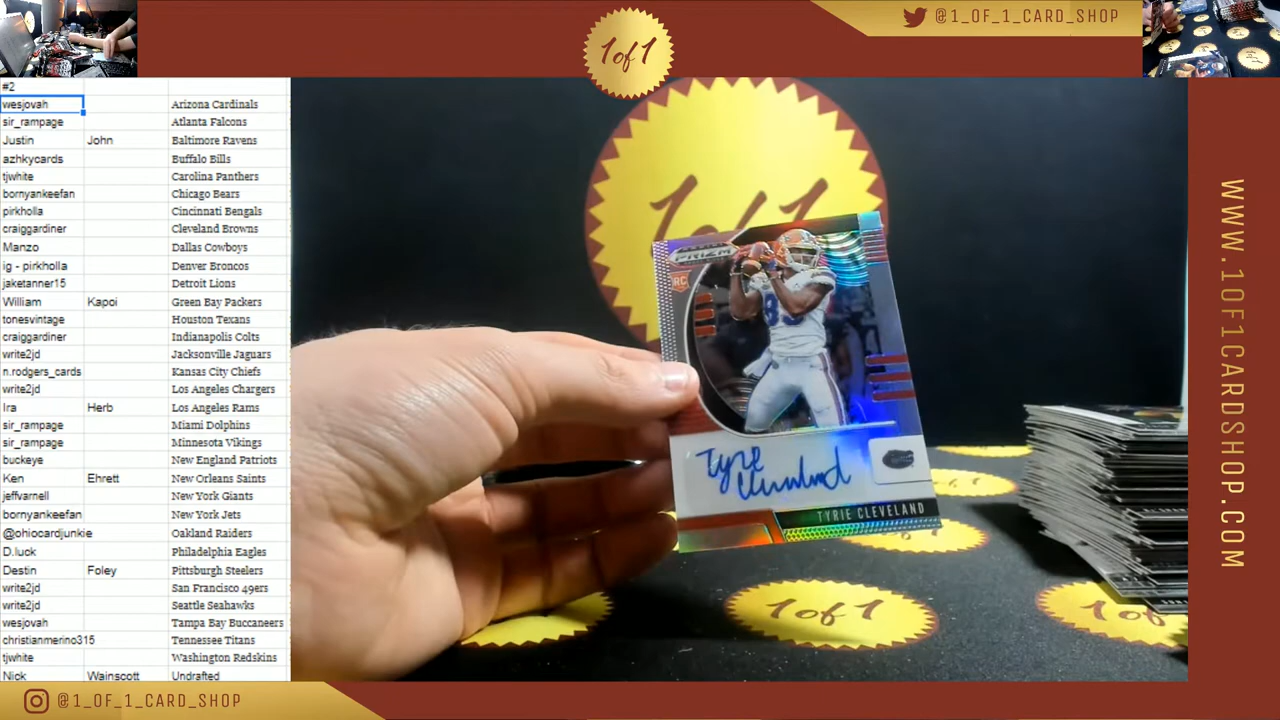 1of1
@1_OF_1_CARD_SHOP
#2
wesjovah Arizona Cardinals
sir_rampage Atlanta Falcons
Justin John Baltimore Ravens
azhkycards Buffalo Bills
tjwhite Carolina Panthers
bornyankeefan Chicago Bears
pirkholla Cincinnati Bengals
craiggardiner Cleveland Browns
Manzo Dallas Cowboys
ig - pirkholla Denver Broncos
jaketanner15 Detroit Lions
William Kapoi Green Bay Packers
tonesvintage Houston Texans
craiggardiner Indianapolis Colts
write2jd Jacksonville Jaguars
n.rodgers_cards Kansas City Chiefs
write2jd Los Angeles Chargers
Ira Herb Los Angeles Rams
sir_rampage Miami Dolphins
sir_rampage Minnesota Vikings
buckeye New England Patriots
Ken Ehrett New Orleans Saints
jeffvarnell New York Giants
bornyankeefan New York Jets
@ohiocardjunkie Oakland Raiders
D.luck Philadelphia Eagles
Destin Foley Pittsburgh Steelers
write2jd San Francisco 49ers
write2jd Seattle Seahawks
wesjovah Tampa Bay Buccaneers
christianmerino315 Tennessee Titans
tjwhite Washington Redskins
Nick Wainscott Undrafted
PRIZM
RC
Tyrie
Cleveland
TYRIE CLEVELAND
1of1
WWW.1OF1CARDSHOP.COM
@1_OF_1_CARD_SHOP